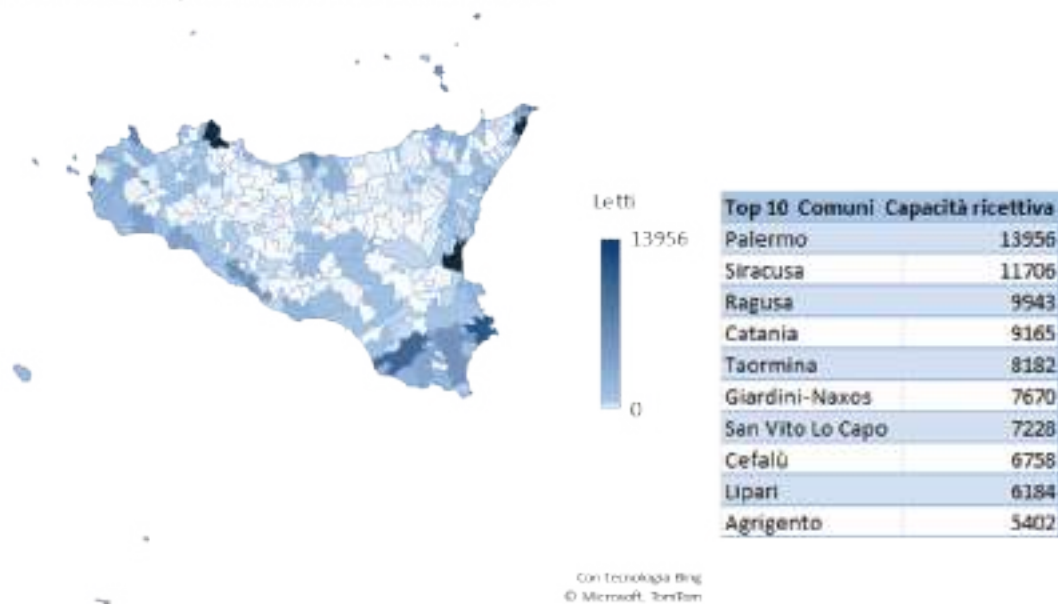 Letti
13956
0
Top 10 Comuni Capacità ricettiva
Palermo 13956
Siracusa 11706
Ragusa 9943
Catania 9165
Taormina 8182
Giardini-Naxos 7670
San Vito Lo Capo 7228
Cefalù 6758
Lipari 6184
Agrigento 5402
Con tecnologia Bing
© Microsoft, TomTom